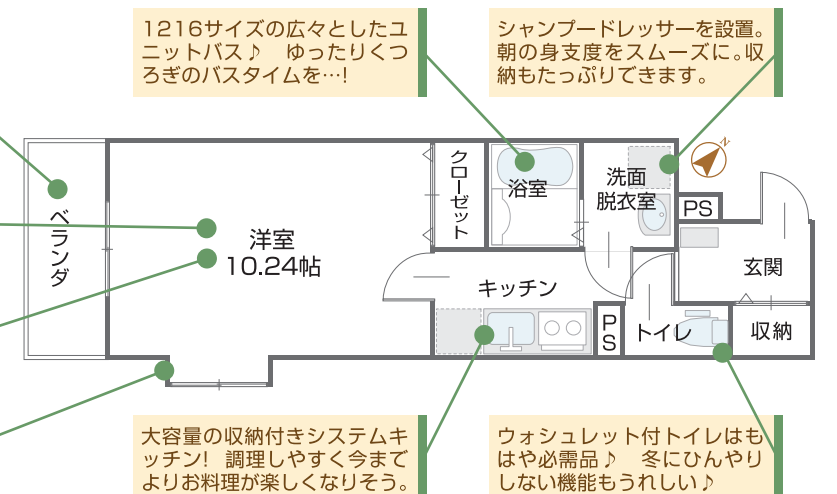 1216サイズの広々としたユ
ニットバス♪　ゆったりくつ
ろぎのバスタイムを…!
シャンプードレッサーを設置。
朝の身支度をスムーズに。収
納もたっぷりできます。
N
クローゼット
浴室
洗面
脱衣室
PS
ベランダ
洋室
10.24帖
キッチン
玄関
PS
トイレ
収納
大容量の収納付きシステムキ
ッチン!　調理しやすく今まで
よりお料理が楽しくなりそう。
ウォシュレット付トイレはも
はや必需品♪　冬にひんやり
しない機能もうれしい♪